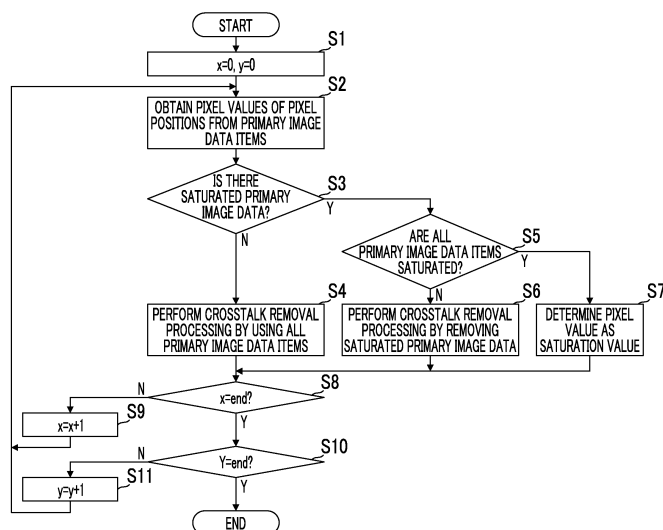 START
S1
x=0, y=0
S2
OBTAIN PIXEL VALUES OF PIXEL
POSITIONS FROM PRIMARY IMAGE
DATA ITEMS
S3
IS THERE
SATURATED PRIMARY
IMAGE DATA?
Y
N
S5
ARE ALL
PRIMARY IMAGE DATA ITEMS
SATURATED?
Y
N
S4
PERFORM CROSSTALK REMOVAL
PROCESSING BY USING ALL
PRIMARY IMAGE DATA ITEMS
S6
PERFORM CROSSTALK REMOVAL
PROCESSING BY REMOVING
SATURATED PRIMARY IMAGE DATA
S7
DETERMINE PIXEL
VALUE AS
SATURATION VALUE
S8
x=end?
N
Y
S9
x=x+1
S10
Y=end?
N
Y
S11
y=y+1
END